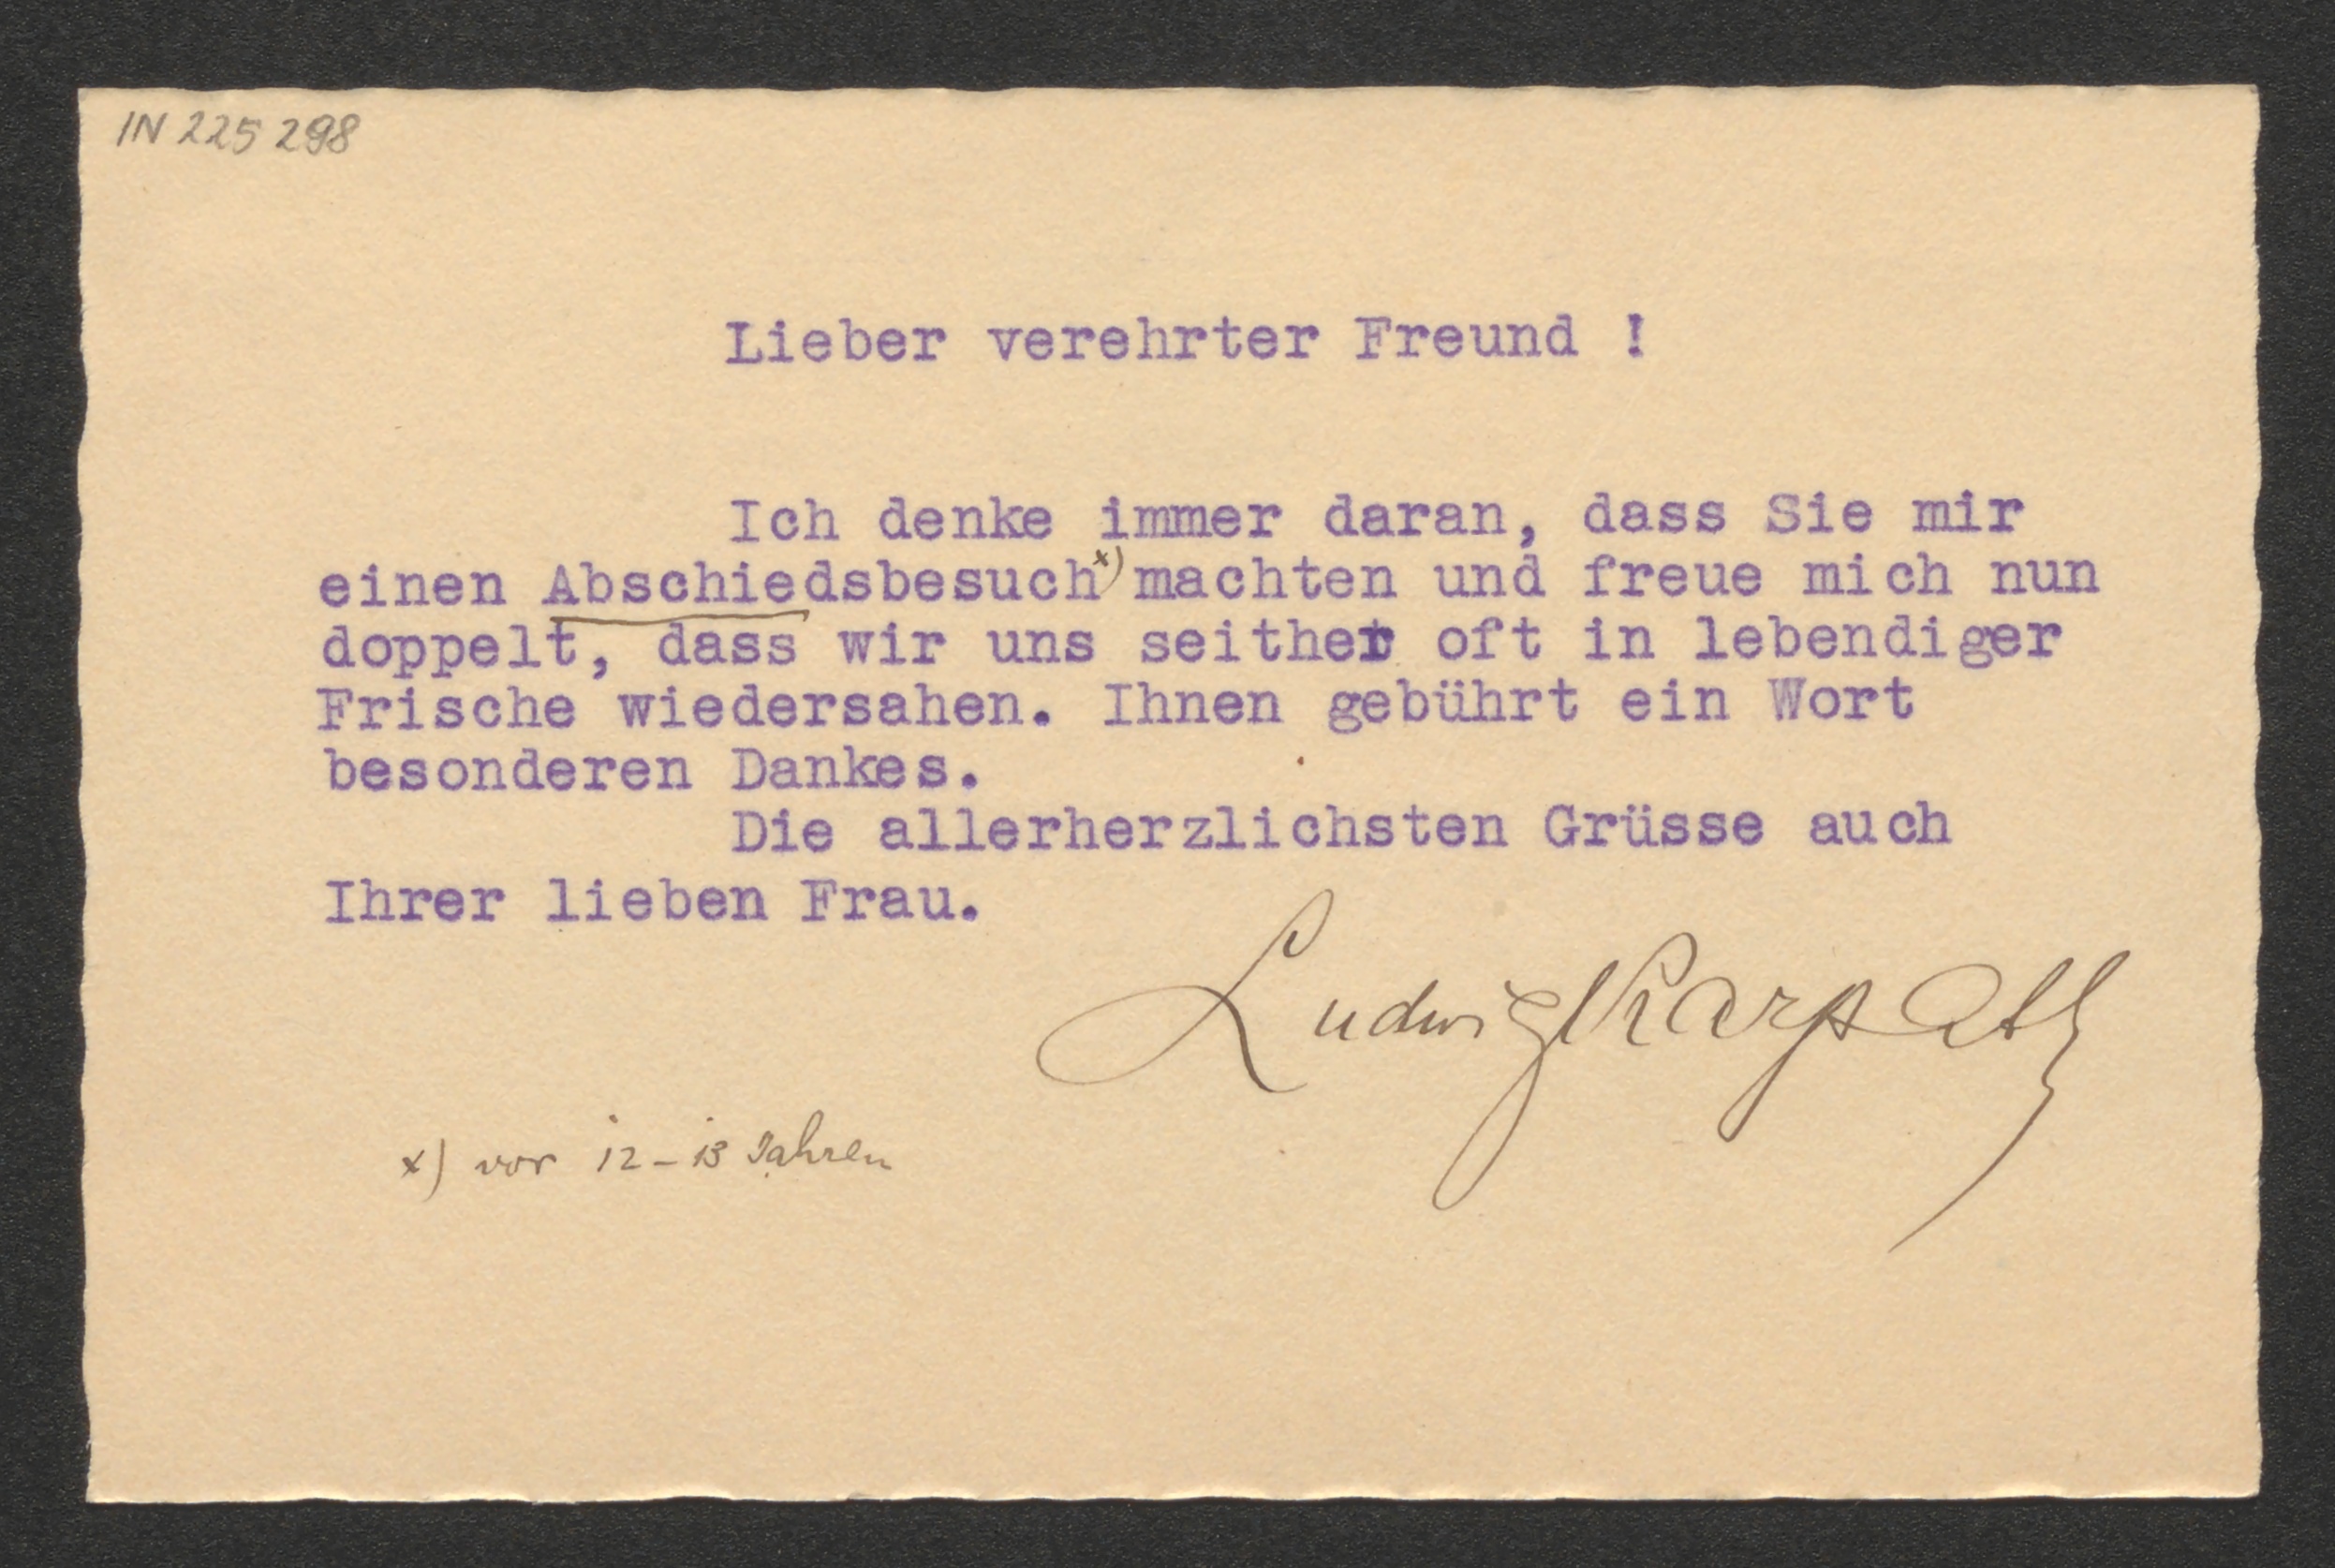 IN 225 298
Lieber verehrter Freund !
Ich denke immer daran, dass Sie mir
einen Abschiedsbesuch x) machten und freue mich nun
doppelt, dass wir uns seither oft in lebendiger
Frische wiedersahen. Ihnen gebührt ein Wort
besonderen Dankes.
Die allerherzlichsten Grüsse auch
Ihrer lieben Frau.
Ludwig Karpath
x) vor 12-13 Jahren